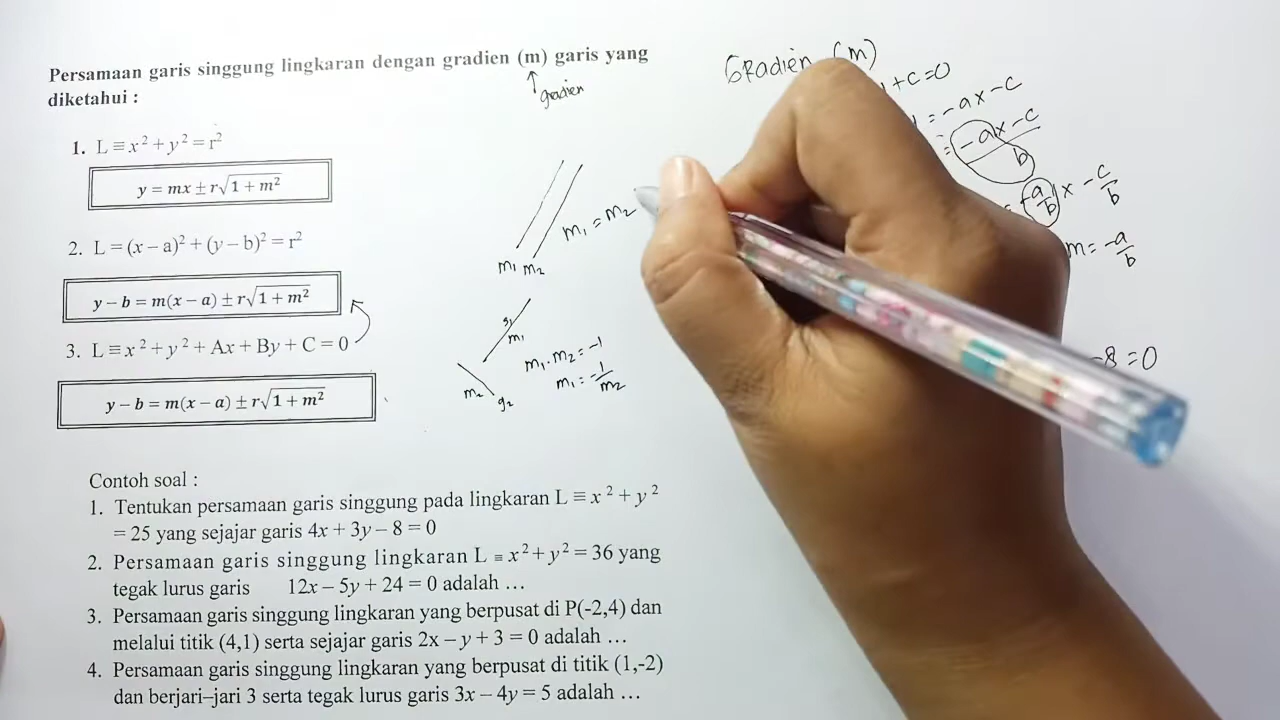 Persamaan garis singgung lingkaran dengan gradien (m) garis yang
diketahui :
gradien
1. L ≡ x² + y² = r²
y = mx ± r√1 + m²
2. L = (x – a)² + (y – b)² = r²
y – b = m(x – a) ± r√1 + m²
3. L ≡ x² + y² + Ax + By + C = 0
y – b = m(x – a) ± r√1 + m²
m₁ m₂
m₁ = m₂
g₁
m₁
m₂ g₂
m₁ . m₂ = -1
m₁ = -1/m₂
Gradien (m)
+ C = 0
= -ax - c
= -ax - c
b
= -a/b x - c/b
m = -a/b
-8 = 0
Contoh soal :
1. Tentukan persamaan garis singgung pada lingkaran L ≡ x² + y²
= 25 yang sejajar garis 4x + 3y – 8 = 0
2. Persamaan garis singgung lingkaran L ≡ x² + y² = 36 yang
tegak lurus garis 12x – 5y + 24 = 0 adalah …
3. Persamaan garis singgung lingkaran yang berpusat di P(-2,4) dan
melalui titik (4,1) serta sejajar garis 2x – y + 3 = 0 adalah …
4. Persamaan garis singgung lingkaran yang berpusat di titik (1,-2)
dan berjari–jari 3 serta tegak lurus garis 3x – 4y = 5 adalah …